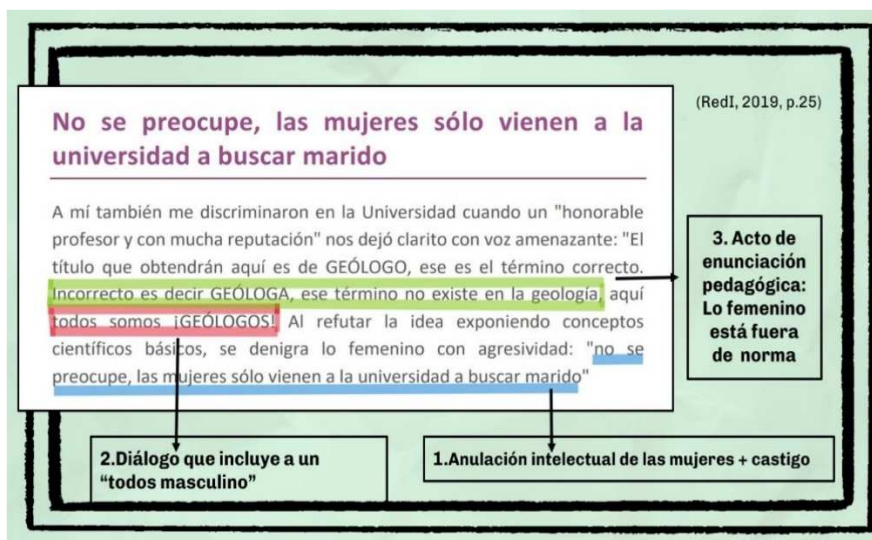 (RedI, 2019, p.25)
No se preocupe, las mujeres sólo vienen a la
universidad a buscar marido
A mí también me discriminaron en la Universidad cuando un "honorable
profesor y con mucha reputación" nos dejó clarito con voz amenazante: "El
título que obtendrán aquí es de GEÓLOGO, ese es el término correcto.
Incorrecto es decir GEÓLOGA, ese término no existe en la geología, aquí
todos somos ¡GEÓLOGOS! Al refutar la idea exponiendo conceptos
científicos básicos, se denigra lo femenino con agresividad: "no se
preocupe, las mujeres sólo vienen a la universidad a buscar marido"
3. Acto de
enunciación
pedagógica:
Lo femenino
está fuera
de norma
2.Diálogo que incluye a un
“todos masculino”
1.Anulación intelectual de las mujeres + castigo